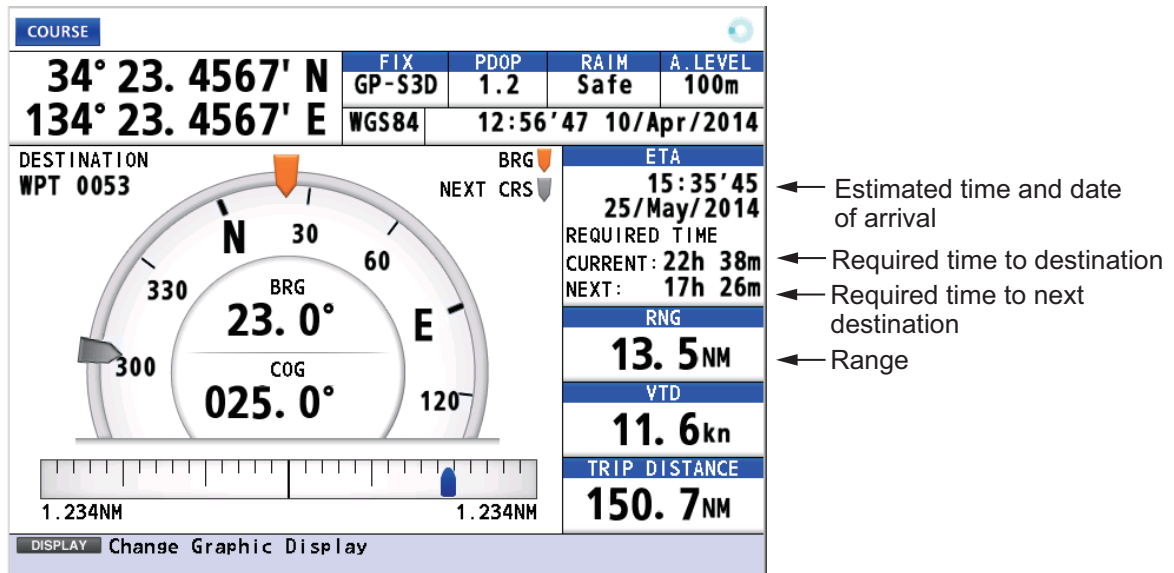 COURSE
34° 23. 4567' N
134° 23. 4567' E
FIX PDOP RAIM A.LEVEL
GP-S3D 1.2 Safe 100m
WGS84 12:56'47 10/Apr/2014
DESTINATION
WPT 0053
BRG
NEXT CRS
N 30 60 E 120
330
300
BRG
23. 0°
COG
025. 0°
1.234NM 1.234NM
ETA
15:35'45
25/May/2014
REQUIRED TIME
CURRENT: 22h 38m
NEXT: 17h 26m
RNG
13. 5NM
VTD
11. 6kn
TRIP DISTANCE
150. 7NM
DISPLAY Change Graphic Display
Estimated time and date
of arrival
Required time to destination
Required time to next
destination
Range